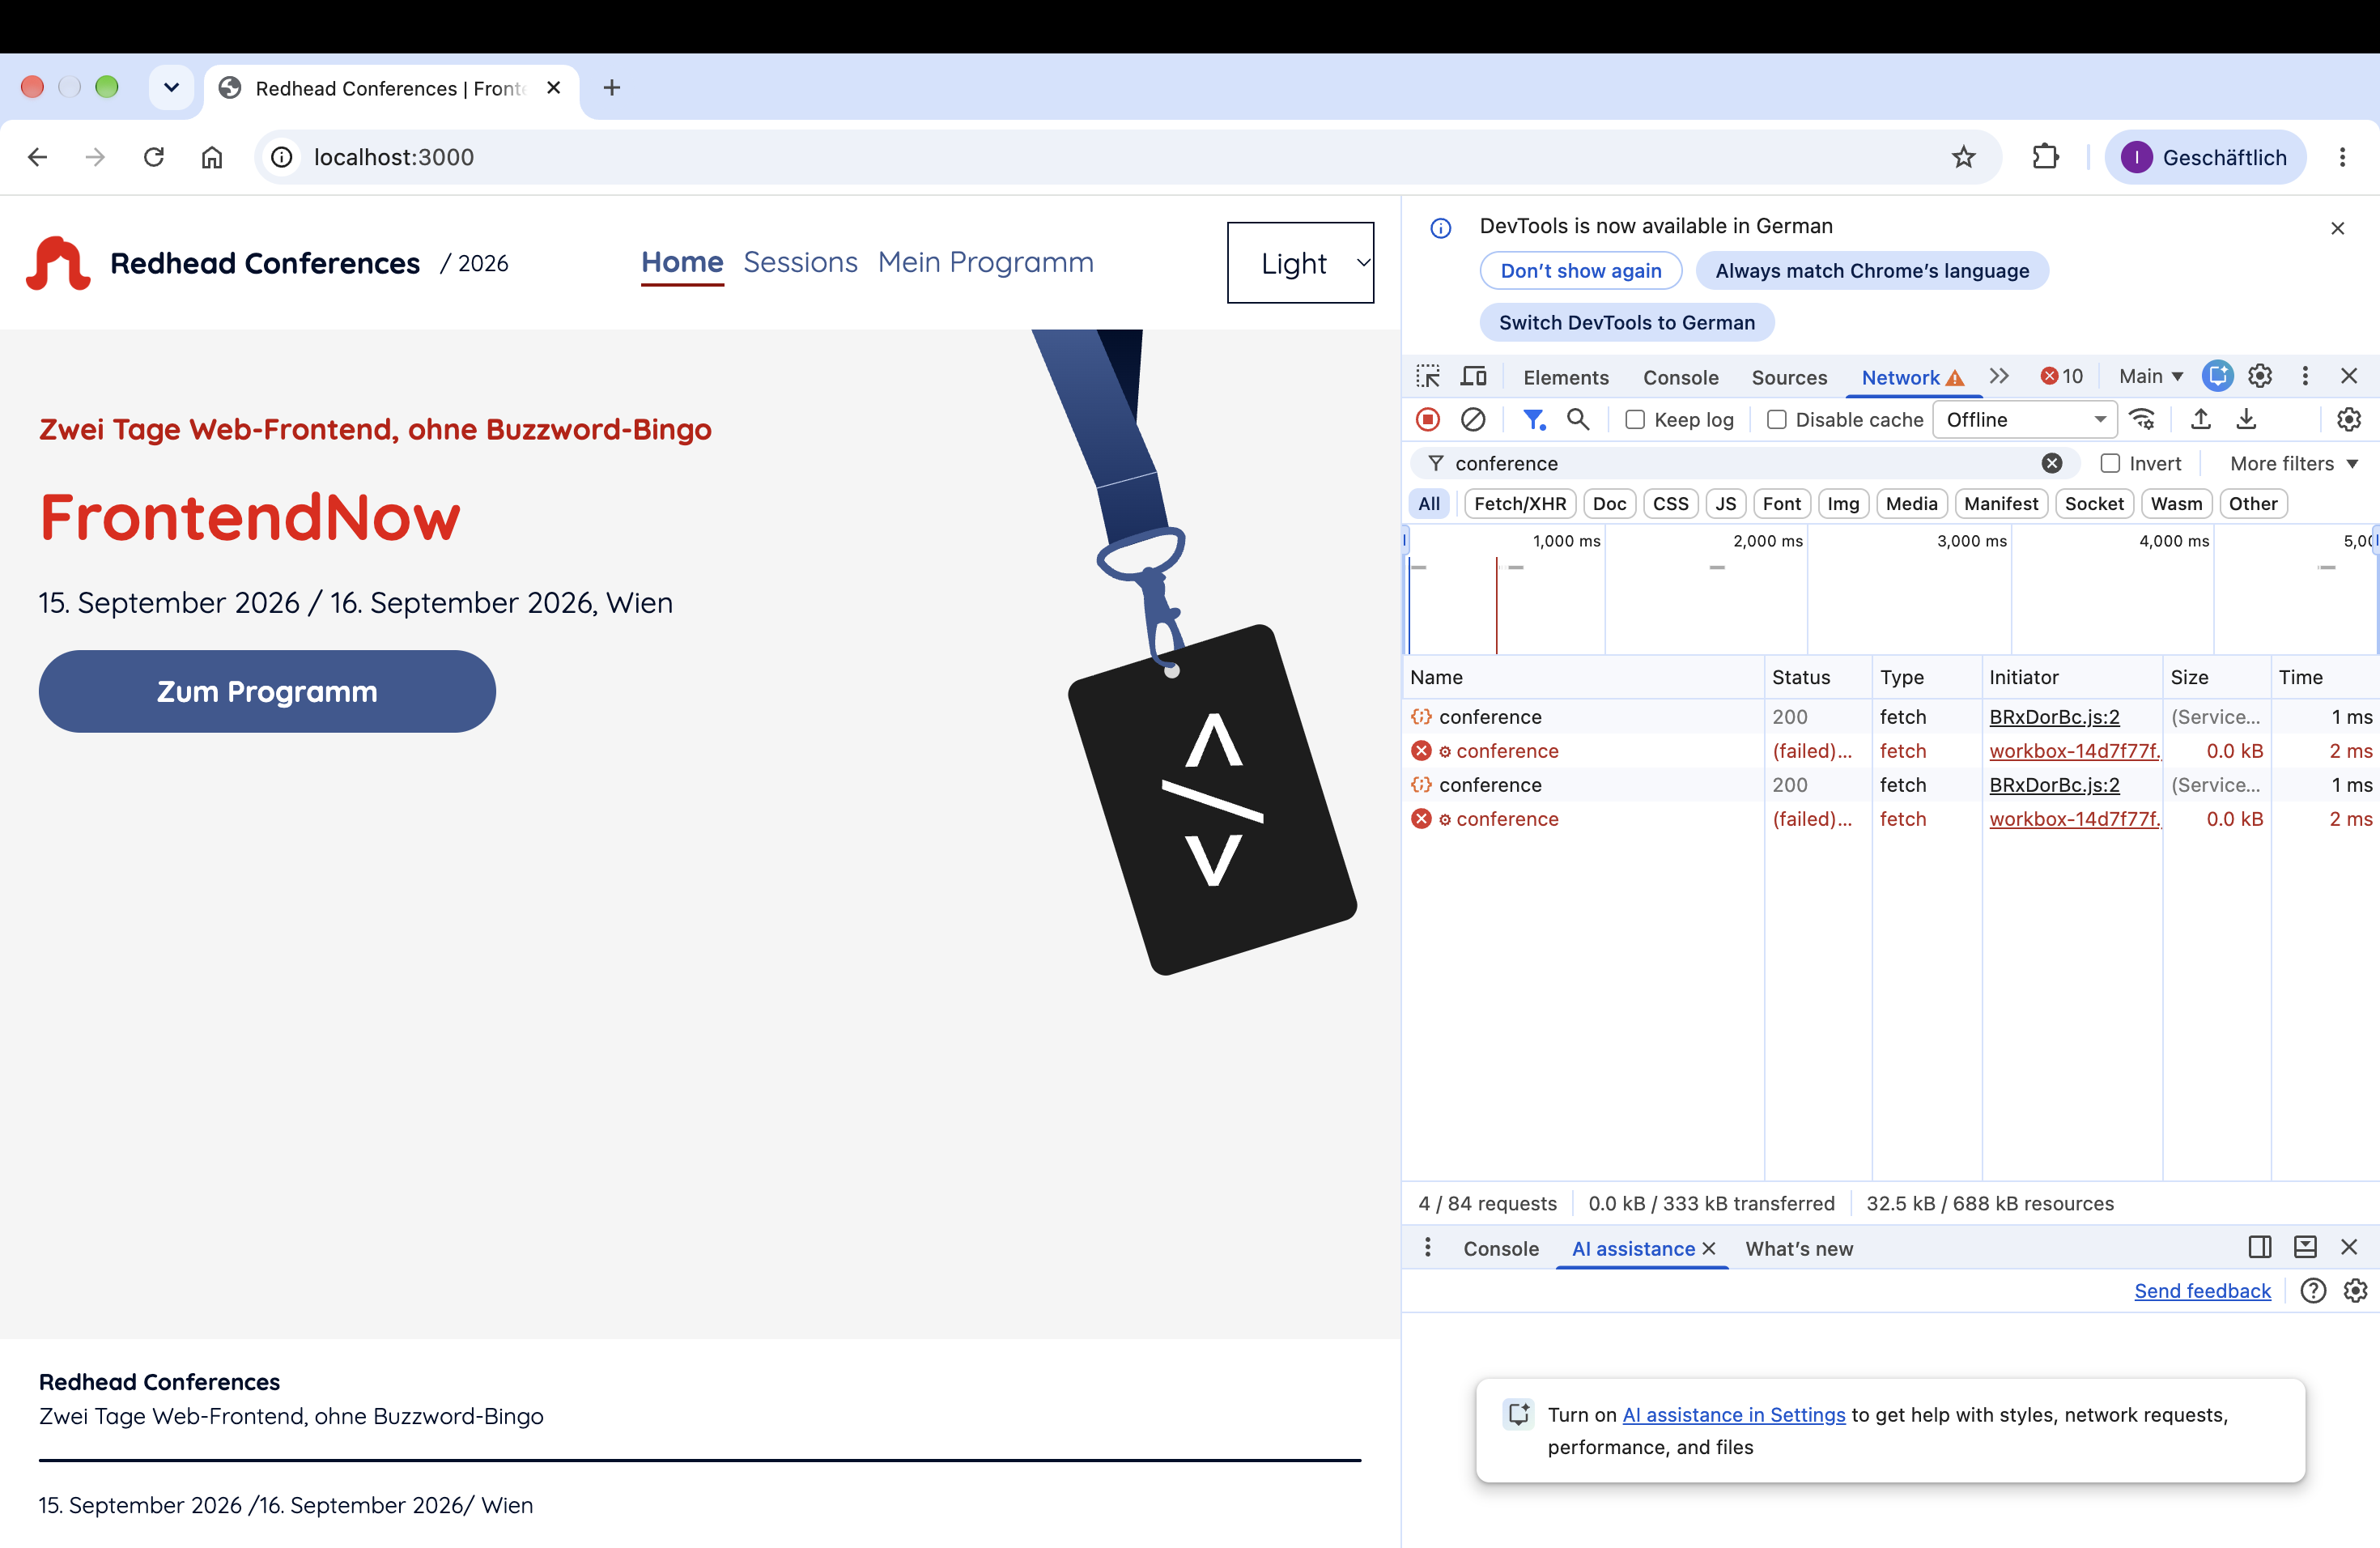 Redhead Conferences | Fronte
localhost:3000
I Geschäftlich
Redhead Conferences / 2026
Home Sessions Mein Programm
Light
Zwei Tage Web-Frontend, ohne Buzzword-Bingo
FrontendNow
15. September 2026 / 16. September 2026, Wien
Zum Programm
Redhead Conferences
Zwei Tage Web-Frontend, ohne Buzzword-Bingo
15. September 2026 /16. September 2026/ Wien
DevTools is now available in German
Don't show again Always match Chrome's language
Switch DevTools to German
Elements Console Sources Network 10 Main
Keep log Disable cache Offline
conference Invert More filters
All Fetch/XHR Doc CSS JS Font Img Media Manifest Socket Wasm Other
1,000 ms 2,000 ms 3,000 ms 4,000 ms 5,00
Name Status Type Initiator Size Time
conference 200 fetch BRxDorBc.js:2 (Service... 1 ms
conference (failed)... fetch workbox-14d7f77f. 0.0 kB 2 ms
conference 200 fetch BRxDorBc.js:2 (Service... 1 ms
conference (failed)... fetch workbox-14d7f77f. 0.0 kB 2 ms
4 / 84 requests 0.0 kB / 333 kB transferred 32.5 kB / 688 kB resources
Console AI assistance What's new
Send feedback
Turn on AI assistance in Settings to get help with styles, network requests,
performance, and files